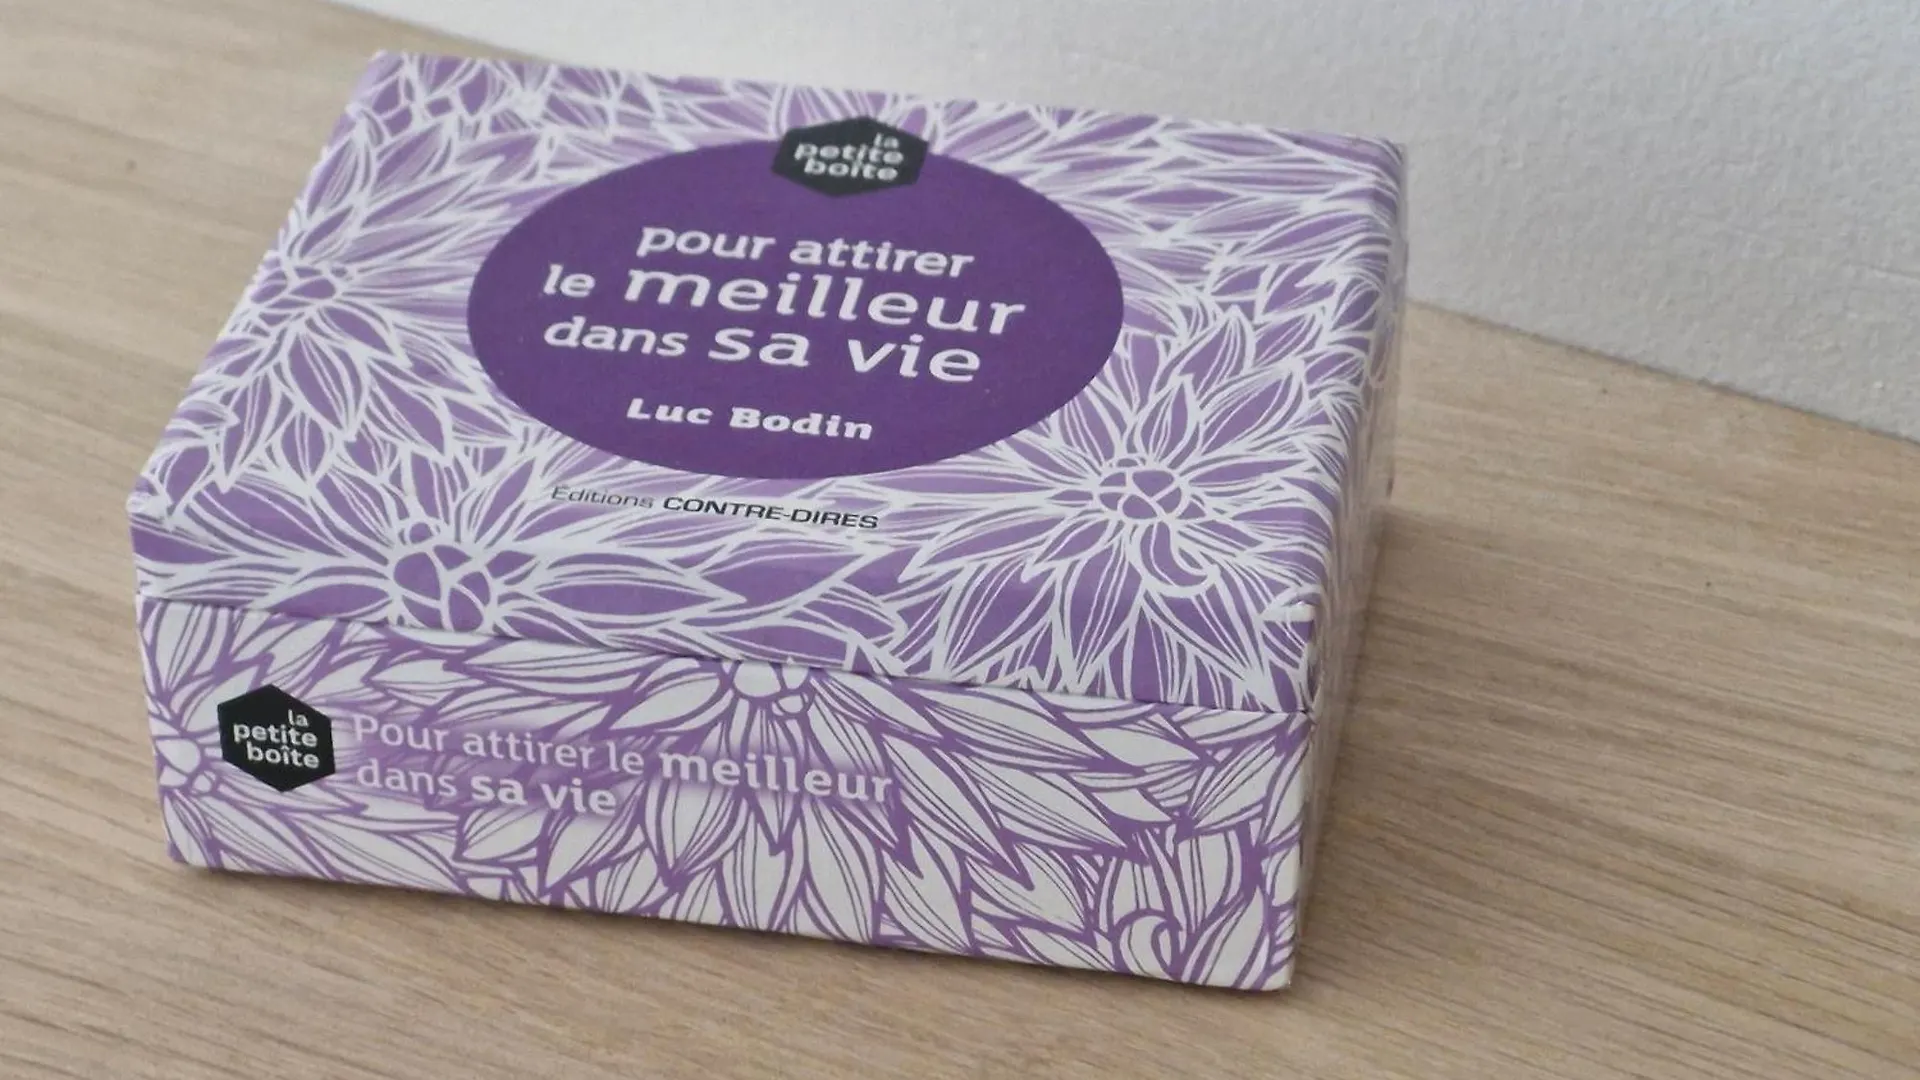 la
petite
boîte
pour attirer
le meilleur
dans sa vie
Luc Bodin
Éditions CONTRE-DIRES
la
petite
boîte
Pour attirer le meilleur
dans sa vie